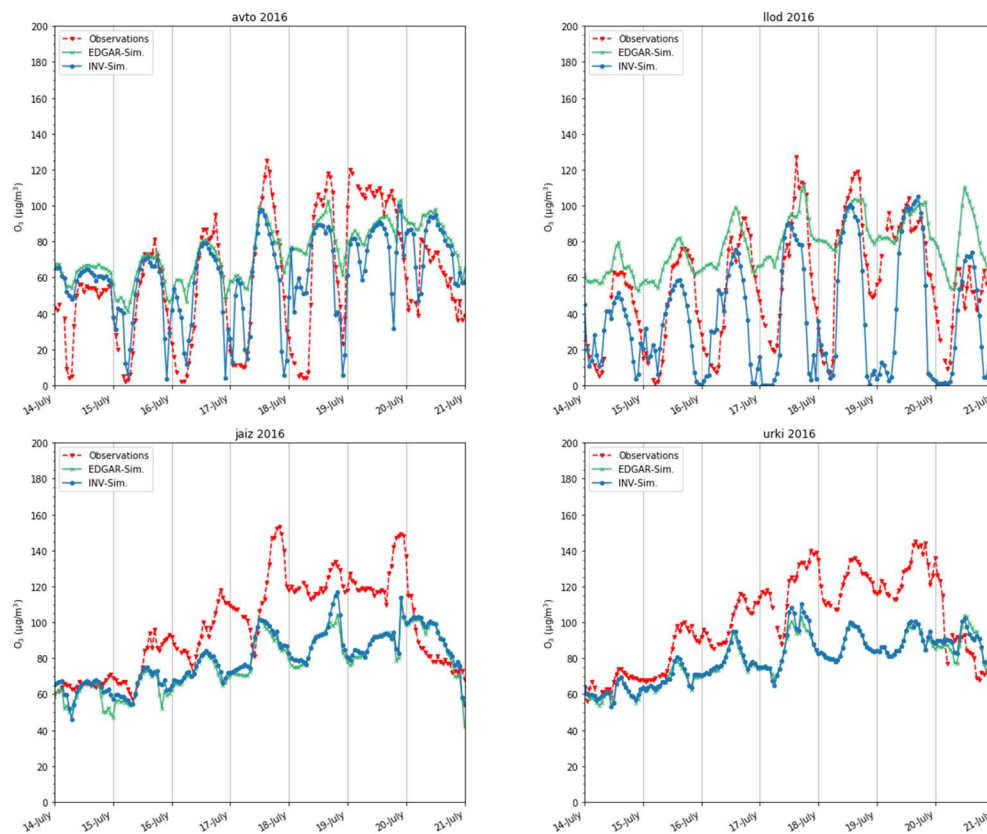 avto 2016
200
180
160
140
120
100
80
60
40
20
0
O₃ (μg/m³)
Observations
EDGAR-Sim.
INV-Sim.
14-July
15-July
16-July
17-July
18-July
19-July
20-July
21-July
llod 2016
200
180
160
140
120
100
80
60
40
20
0
O₃ (μg/m³)
Observations
EDGAR-Sim.
INV-Sim.
14-July
15-July
16-July
17-July
18-July
19-July
20-July
21-July
jaiz 2016
200
180
160
140
120
100
80
60
40
20
0
O₃ (μg/m³)
Observations
EDGAR-Sim.
INV-Sim.
14-July
15-July
16-July
17-July
18-July
19-July
20-July
21-July
urki 2016
200
180
160
140
120
100
80
60
40
20
0
O₃ (μg/m³)
Observations
EDGAR-Sim.
INV-Sim.
14-July
15-July
16-July
17-July
18-July
19-July
20-July
21-July